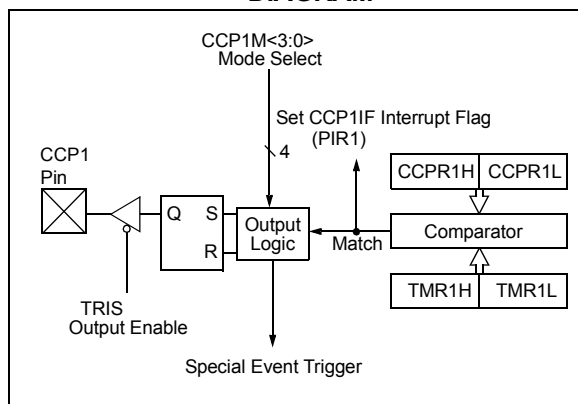 DIAGRAM
CCP1M<3:0>
Mode Select
Set CCP1IF Interrupt Flag
(PIR1)
4
CCP1
Pin
CCPR1H CCPR1L
Q
S
R
Output
Logic
Match
Comparator
TRIS
Output Enable
TMR1H TMR1L
Special Event Trigger